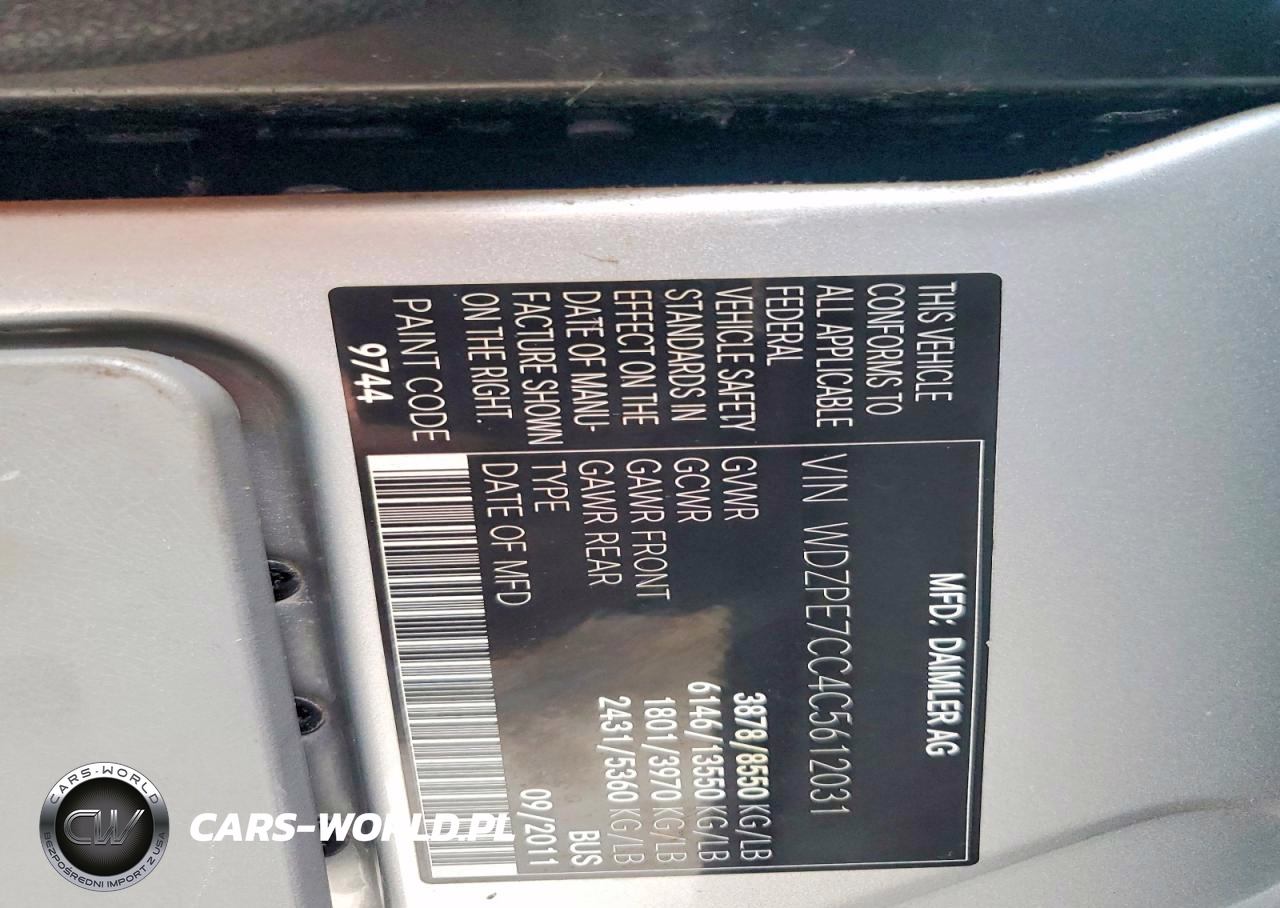 MFD: DAIMLER AG
THIS VEHICLE
CONFORMS TO
ALL APPLICABLE
FEDERAL
VEHICLE SAFETY
STANDARDS IN
EFFECT ON THE
DATE OF MANU-
FACTURE SHOWN
ON THE RIGHT.
PAINT CODE
9744
VIN WDZPE7CC4C5612031
GVWR 3878/8550 KG/LB
GCWR 6146/13550 KG/LB
GAWR FRONT 1801/3970 KG/LB
GAWR REAR 2431/5360 KG/LB
TYPE BUS
DATE OF MFD 09/2011
CARS-WORLD
CW
BEZPOŚREDNI IMPORT Z USA
CARS-WORLD.PL